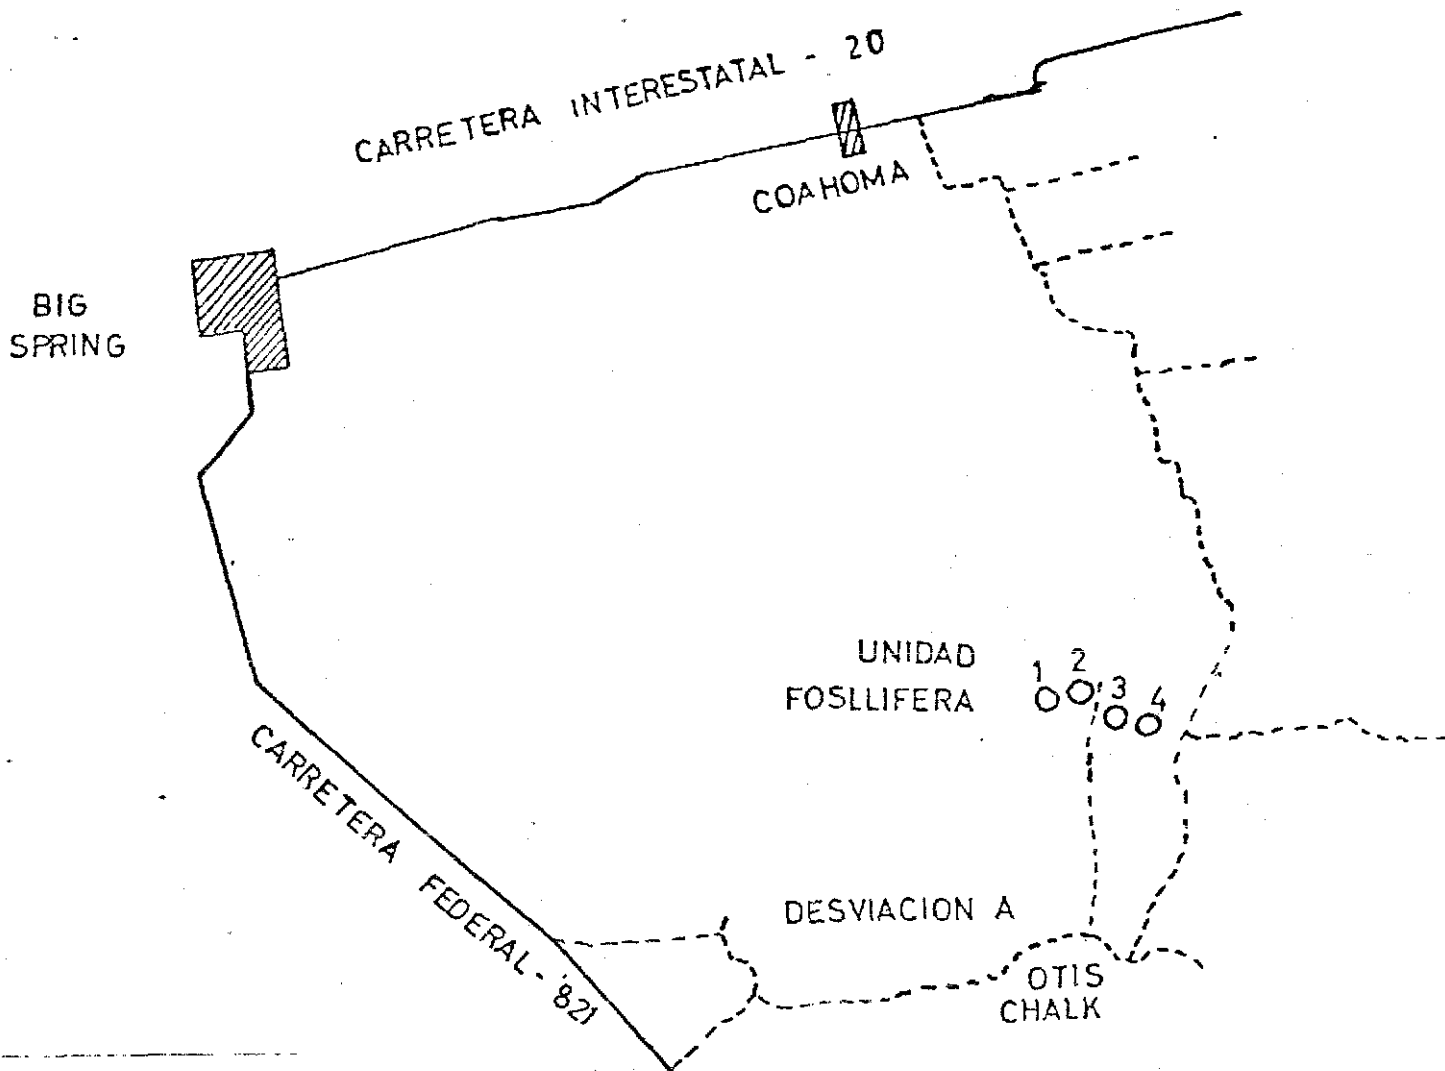 CARRETERA INTERESTATAL - 20
COAHOMA
BIG
SPRING
UNIDAD
FOSLLIFERA
1
2
3
4
CARRETERA FEDERAL - '821
DESVIACION A
OTIS
CHALK